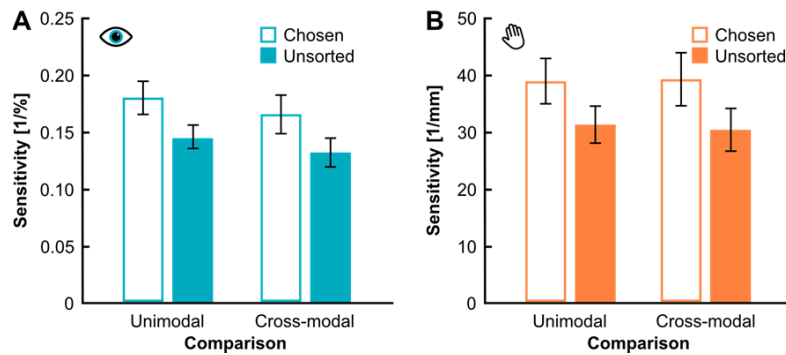 A
Sensitivity [1/%]
0.25
0.20
0.15
0.10
0.05
0
Chosen
Unsorted
Unimodal
Cross-modal
Comparison
B
Sensitivity [1/mm]
50
40
30
20
10
0
Chosen
Unsorted
Unimodal
Cross-modal
Comparison